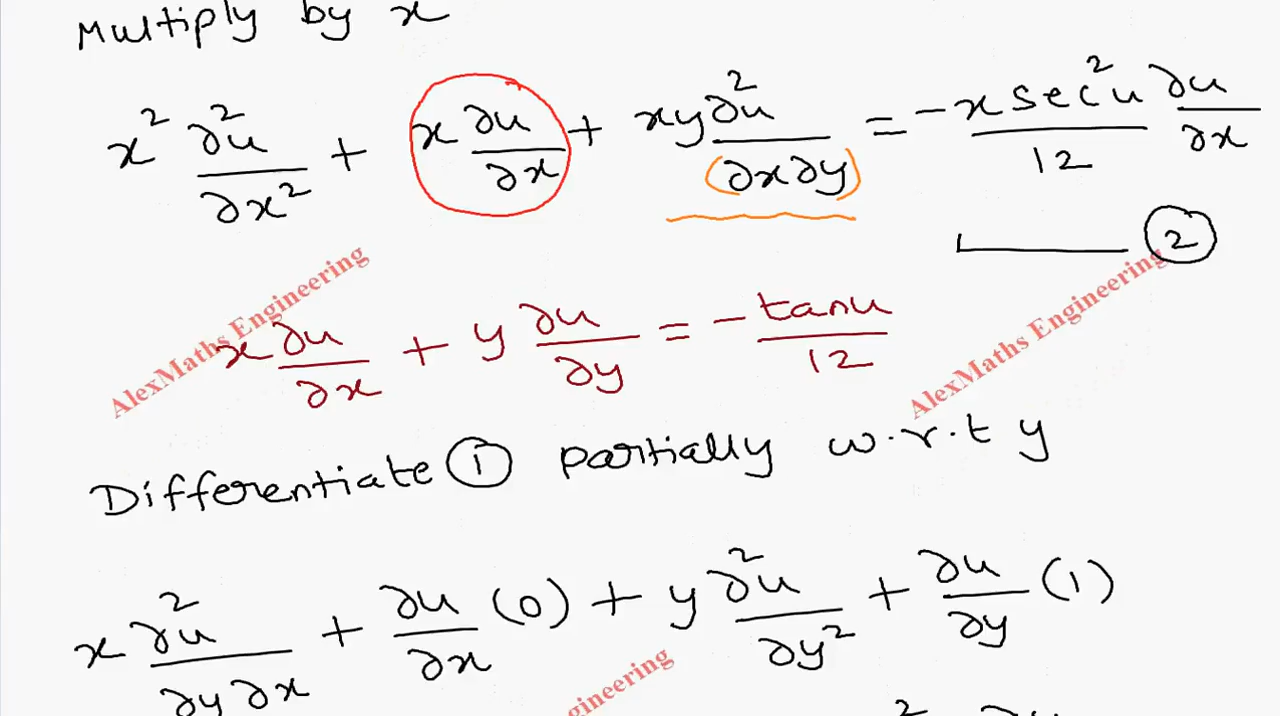 Multiply by x
x² ∂²u/∂x² + x ∂u/∂x + xy ∂²u/(∂x∂y) = -x sec²u/12 ∂u/∂x
②
AlexMaths Engineering
AlexMaths Engineering
x ∂u/∂x + y ∂u/∂y = -tanu/12
Differentiate ① partially w.r.t y
x ∂²u/∂y∂x + ∂u/∂x (0) + y ∂²u/∂y² + ∂u/∂y (1)
Engineering